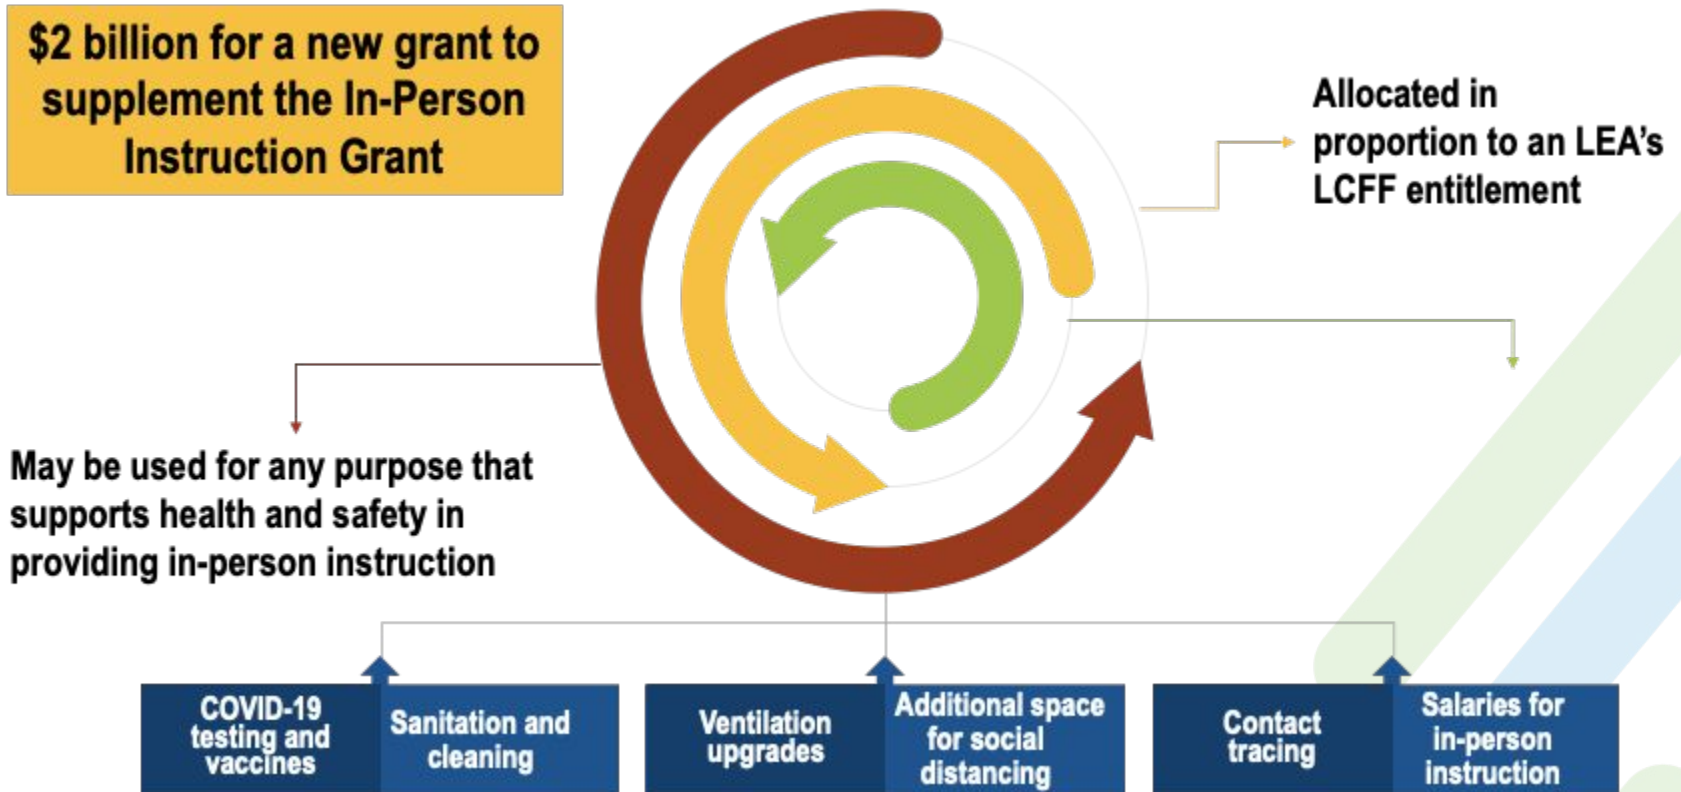 $2 billion for a new grant to
supplement the In-Person
Instruction Grant
Allocated in
proportion to an LEA’s
LCFF entitlement
May be used for any purpose that
supports health and safety in
providing in-person instruction
COVID-19
testing and
vaccines
Sanitation and
cleaning
Ventilation
upgrades
Additional space
for social
distancing
Contact
tracing
Salaries for
in-person
instruction